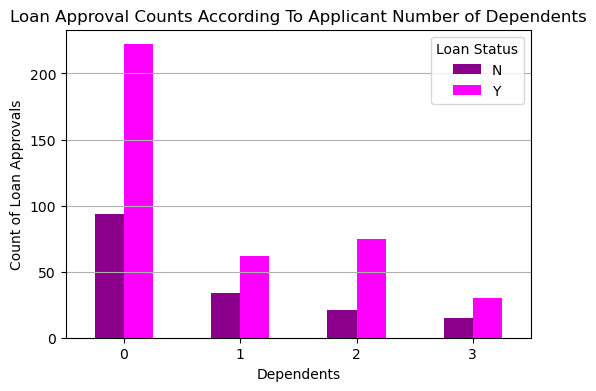 Loan Approval Counts According To Applicant Number of Dependents
Loan Status
N
Y
Count of Loan Approvals
200
150
100
50
0
0 1 2 3
Dependents